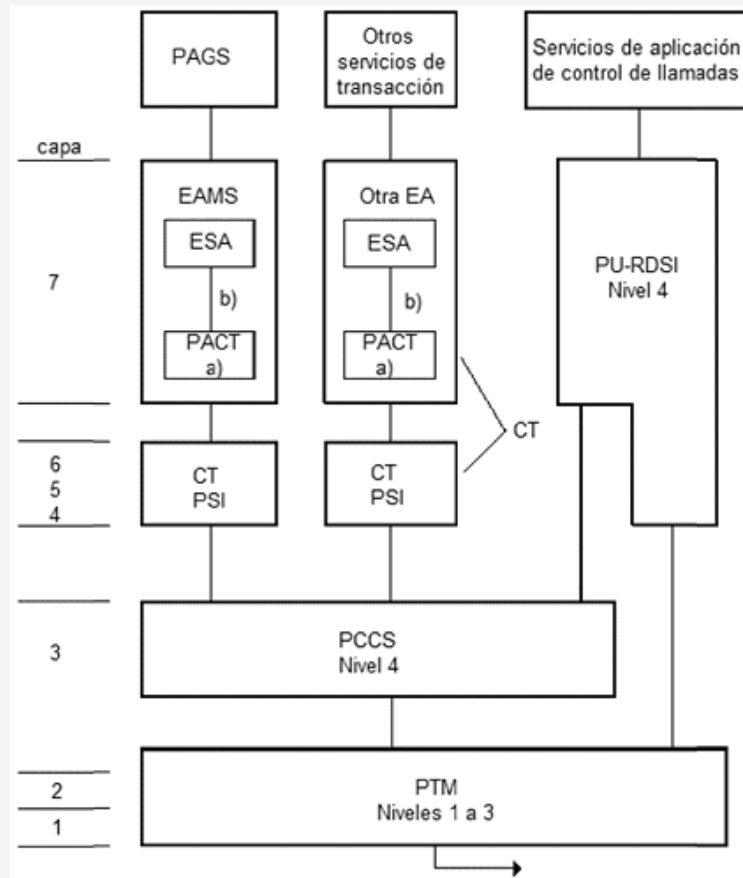 PAGS
Otros
servicios de
transacción
Servicios de aplicación
de control de llamadas
capa
7
EAMS
ESA
b)
PACT
a)
Otra EA
ESA
b)
PACT
a)
PU-RDSI
Nivel 4
CT
6
5
4
CT
PSI
CT
PSI
3
PCCS
Nivel 4
2
1
PTM
Niveles 1 a 3